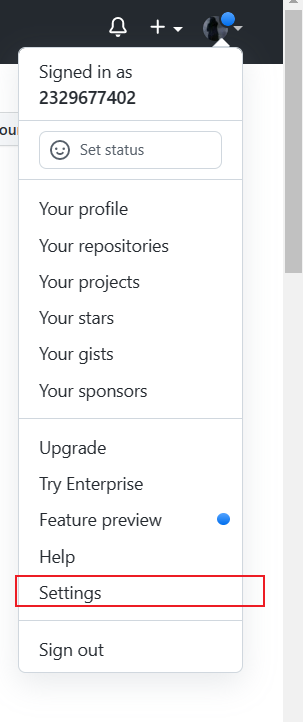 Signed in as
2329677402
our
Set status
Your profile
Your repositories
Your projects
Your stars
Your gists
Your sponsors
Upgrade
Try Enterprise
Feature preview
Help
Settings
Sign out